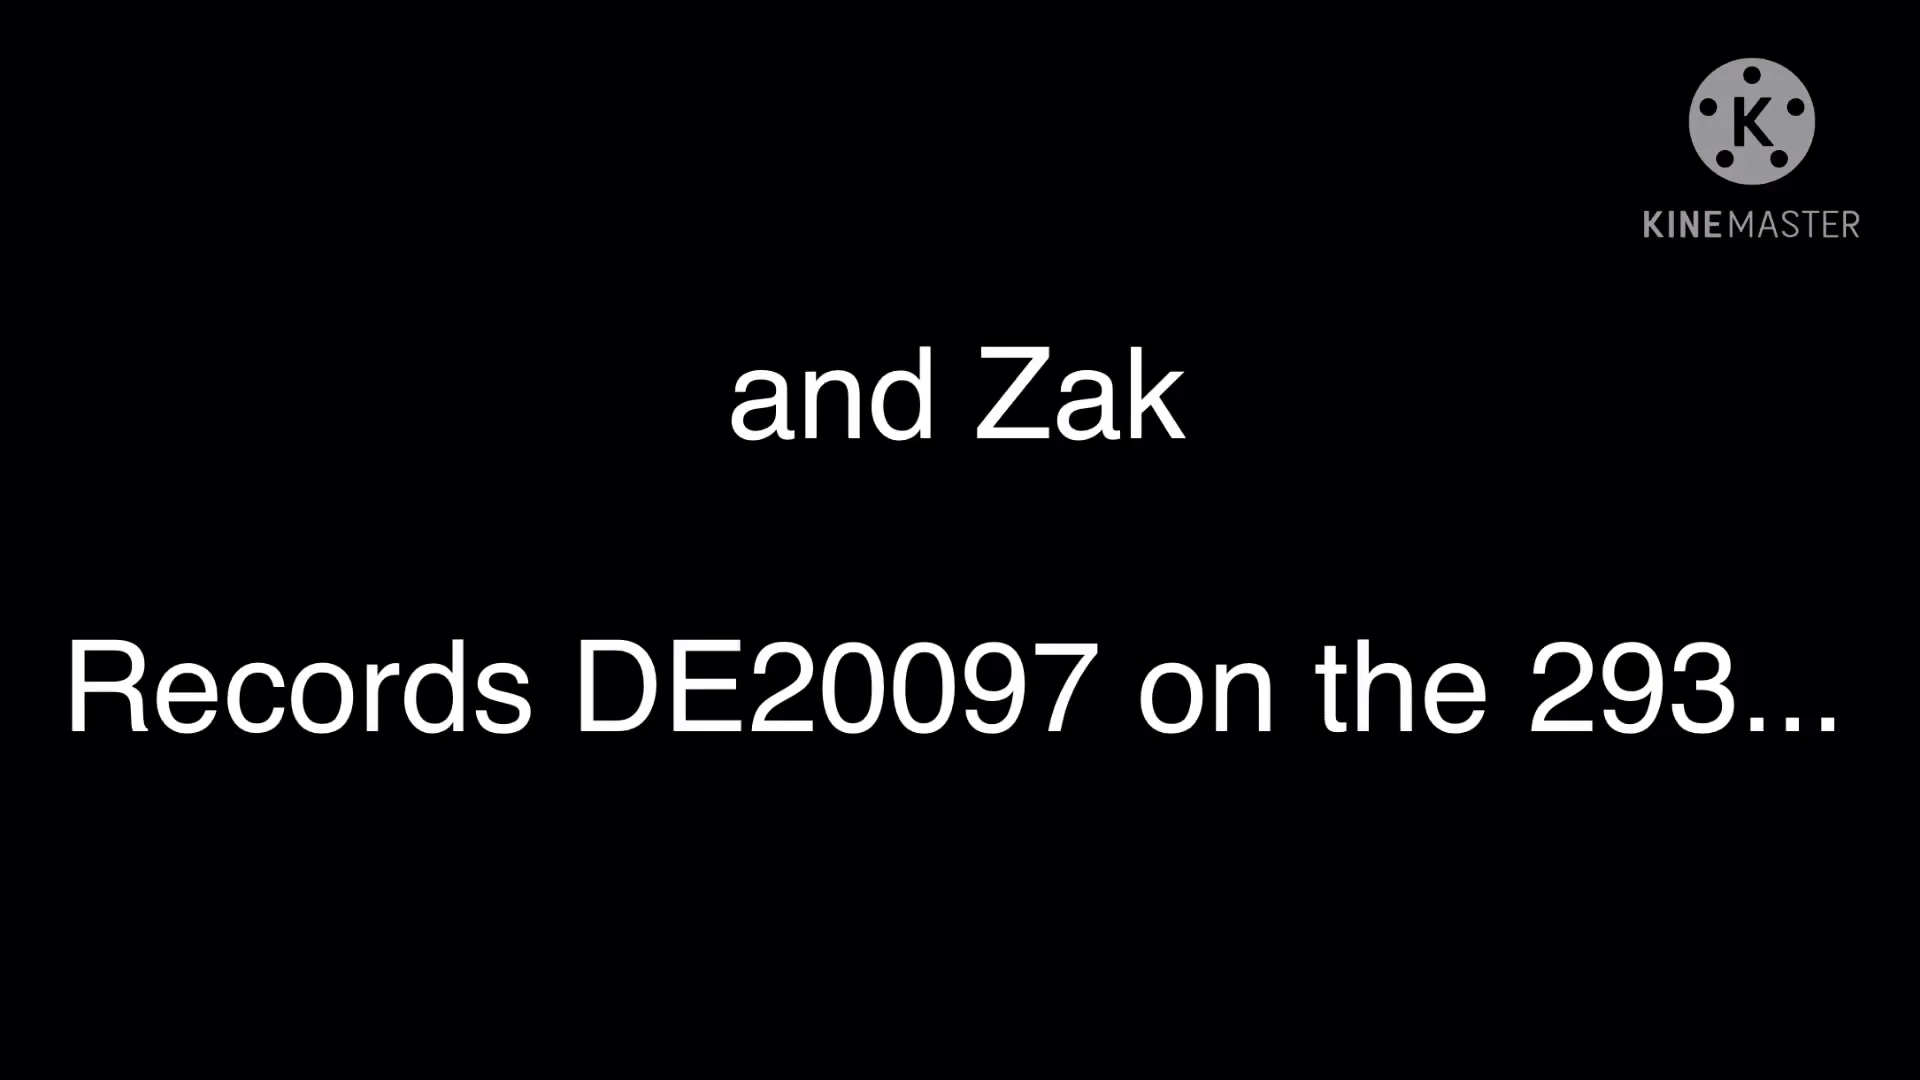 K
KINEMASTER
and Zak
Records DE20097 on the 293...